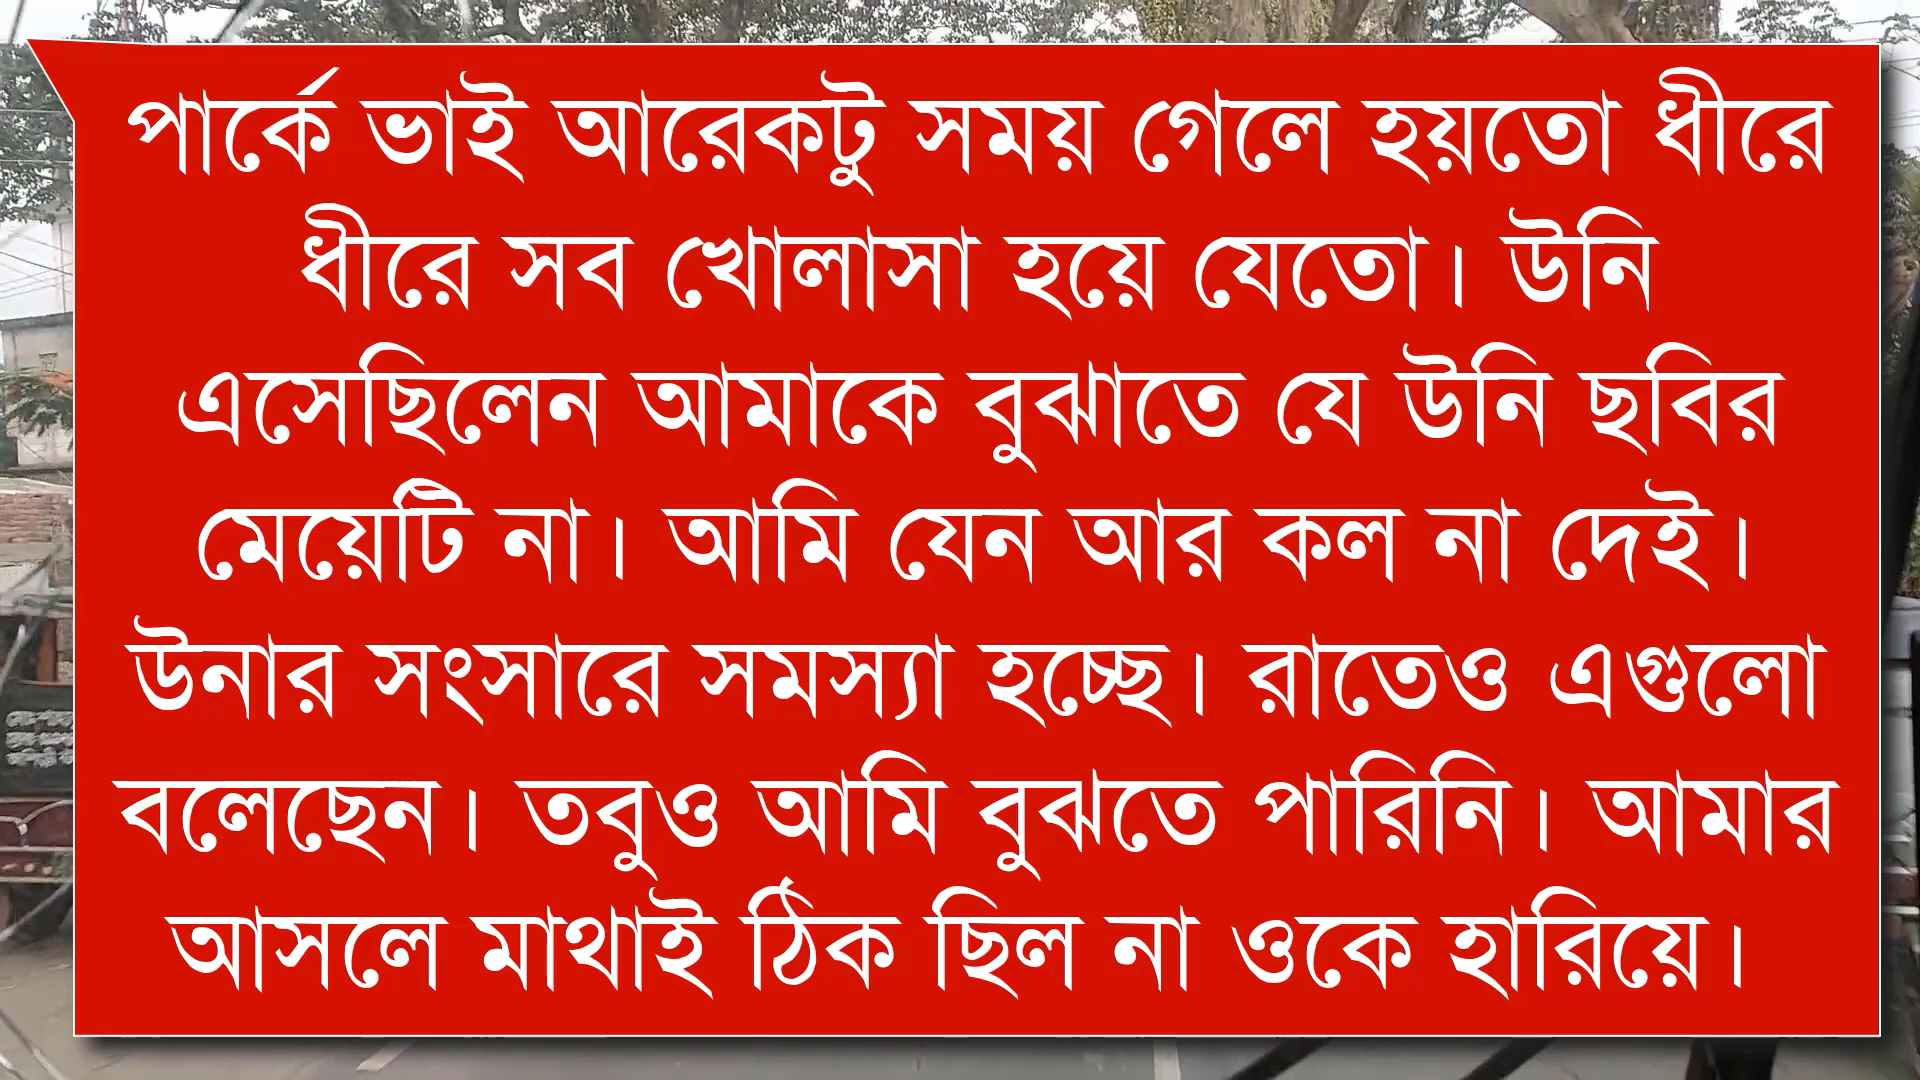 পার্কে ভাই আরেকটু সময় গেলে হয়তো ধীরে
ধীরে সব খোলাসা হয়ে যেতো। উনি
এসেছিলেন আমাকে বুঝাতে যে উনি ছবির
মেয়েটি না। আমি যেন আর কল না দেই।
উনার সংসারে সমস্যা হচ্ছে। রাতেও এগুলো
বলেছেন। তবুও আমি বুঝতে পারিনি। আমার
আসলে মাথাই ঠিক ছিল না ওকে হারিয়ে।